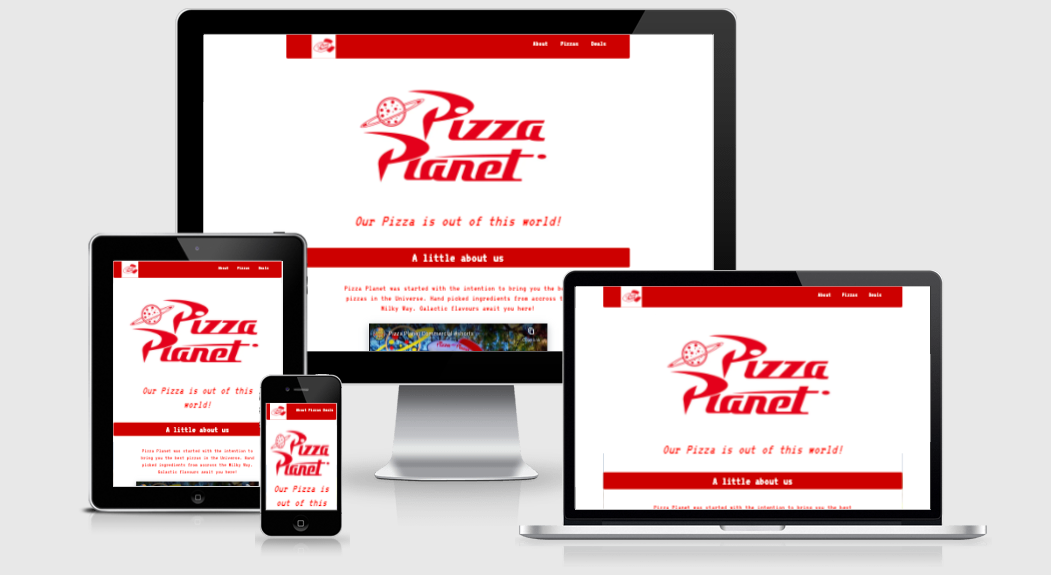 About Pizzas Deals
Pizza
Planet
Our Pizza is out of this world!
A little about us
Pizza Planet was started with the intention to bring you the be
pizzas in the Universe. Hand picked ingredients from accross t
Milky Way. Galactic flavours await you here!
About Pizzas Deals
Pizza
Planet
Our Pizza is out of this
world!
A little about us
Pizza Planet was started with the intention to
bring you the best pizzas in the Universe. Hand
picked ingredients from accross the Milky Way.
Galactic flavours await you here!
About Pizzas Deals
Pizza
Planet
Our Pizza is
out of this
About Pizzas Deals
Pizza
Planet
Our Pizza is out of this world!
A little about us
Pizza Planet was started with the intention to bring you the best